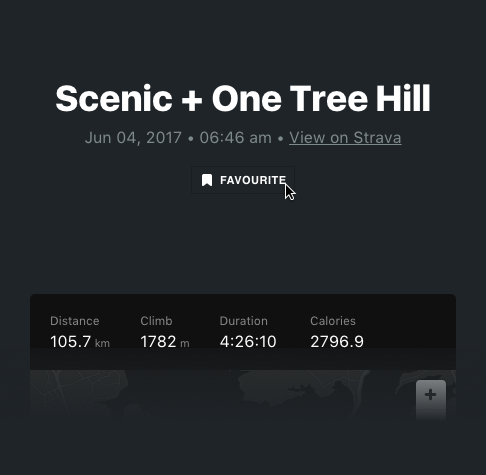 Scenic + One Tree Hill
Jun 04, 2017 • 06:46 am • View on Strava
FAVOURITE
Distance Climb Duration Calories
105.7 km 1782 m 4:26:10 2796.9
+